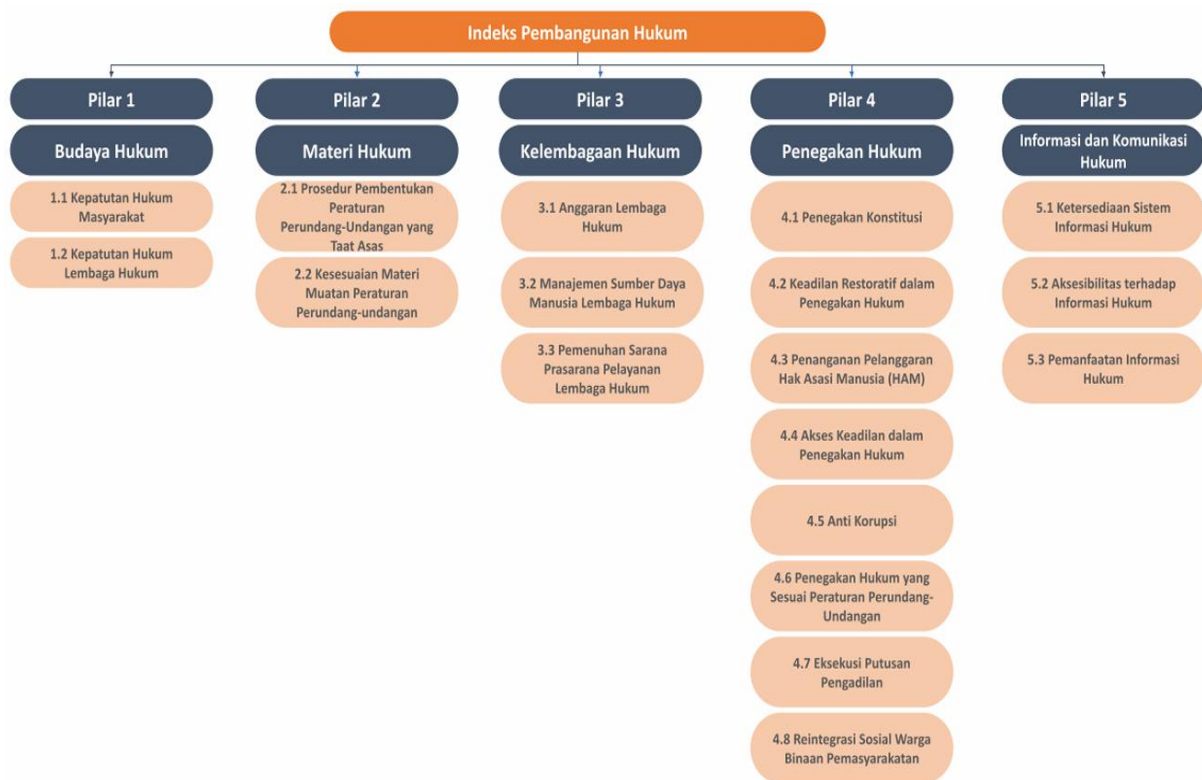 Indeks Pembangunan Hukum
Pilar 1
Budaya Hukum
1.1 Kepatutan Hukum
Masyarakat
1.2 Kepatutan Hukum
Lembaga Hukum
Pilar 2
Materi Hukum
2.1 Prosedur Pembentukan
Peraturan
Perundang-Undangan yang
Taat Asas
2.2 Kesesuaian Materi
Muatan Peraturan
Perundang-undangan
Pilar 3
Kelembagaan Hukum
3.1 Anggaran Lembaga
Hukum
3.2 Manajemen Sumber Daya
Manusia Lembaga Hukum
3.3 Pemenuhan Sarana
Prasarana Pelayanan
Lembaga Hukum
Pilar 4
Penegakan Hukum
4.1 Penegakan Konstitusi
4.2 Keadilan Restoratif dalam
Penegakan Hukum
4.3 Penanganan Pelanggaran
Hak Asasi Manusia (HAM)
4.4 Akses Keadilan dalam
Penegakan Hukum
4.5 Anti Korupsi
4.6 Penegakan Hukum yang
Sesuai Peraturan Perundang-
Undangan
4.7 Eksekusi Putusan
Pengadilan
4.8 Reintegrasi Sosial Warga
Binaan Pemasyarakatan
Pilar 5
Informasi dan Komunikasi
Hukum
5.1 Ketersediaan Sistem
Informasi Hukum
5.2 Aksesibilitas terhadap
Informasi Hukum
5.3 Pemanfaatan Informasi
Hukum